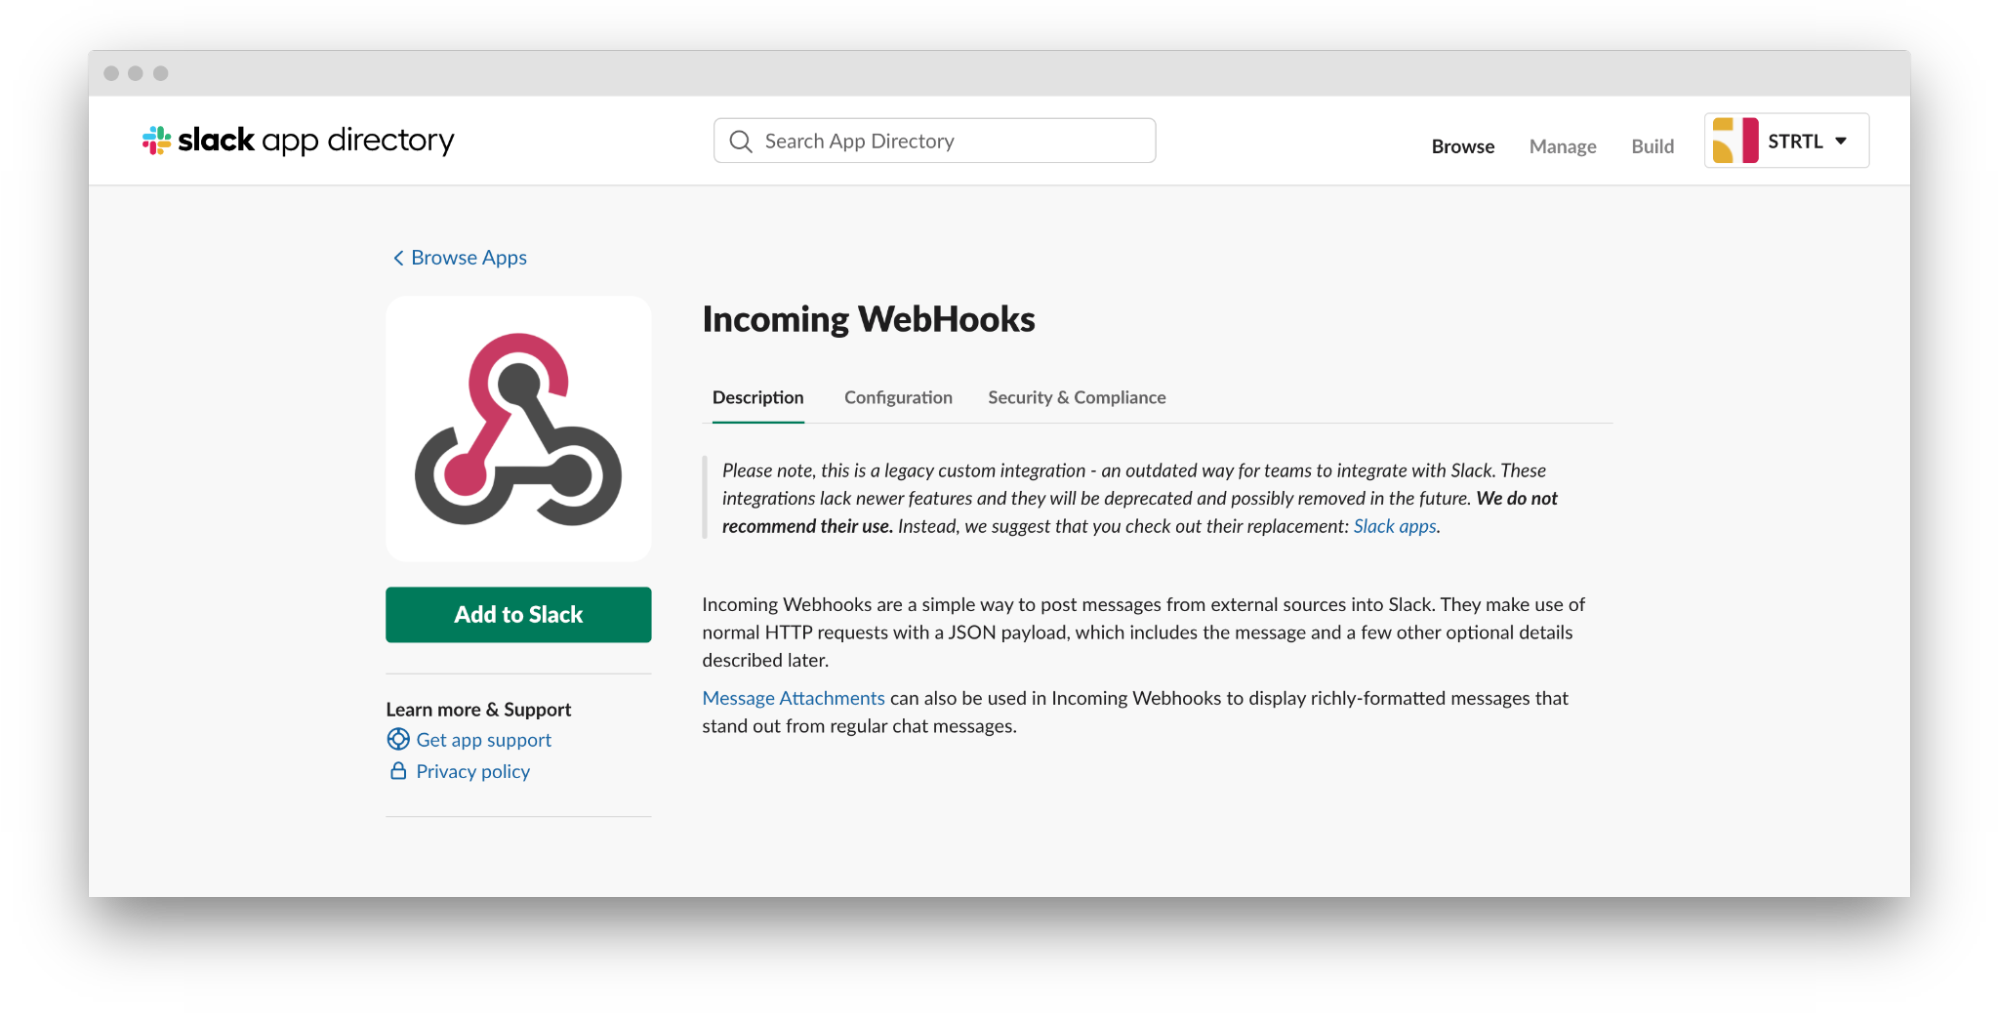 slack app directory
Search App Directory
Browse
Manage
Build
STRTL
Browse Apps
Incoming WebHooks
Description
Configuration
Security & Compliance
Please note, this is a legacy custom integration - an outdated way for teams to integrate with Slack. These
integrations lack newer features and they will be deprecated and possibly removed in the future. We do not
recommend their use. Instead, we suggest that you check out their replacement: Slack apps.
Add to Slack
Incoming Webhooks are a simple way to post messages from external sources into Slack. They make use of
normal HTTP requests with a JSON payload, which includes the message and a few other optional details
described later.
Message Attachments can also be used in Incoming Webhooks to display richly-formatted messages that
stand out from regular chat messages.
Learn more & Support
Get app support
Privacy policy